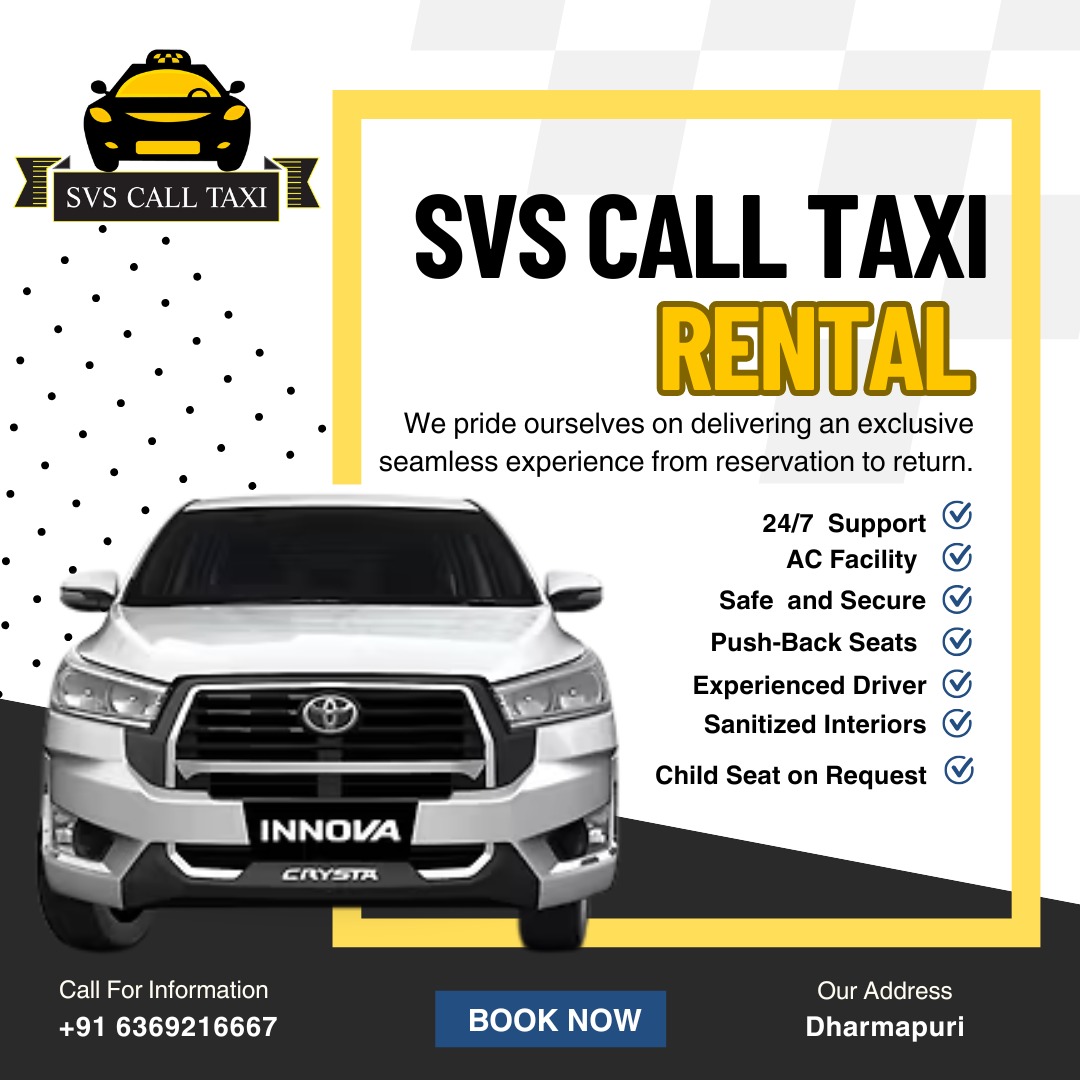 SVS CALL TAXI
SVS CALL TAXI
RENTAL
We pride ourselves on delivering an exclusive
seamless experience from reservation to return.
24/7 Support
AC Facility
Safe and Secure
Push-Back Seats
Experienced Driver
Sanitized Interiors
Child Seat on Request
INNOVA
CRYSTA
Call For Information
+91 6369216667
BOOK NOW
Our Address
Dharmapuri